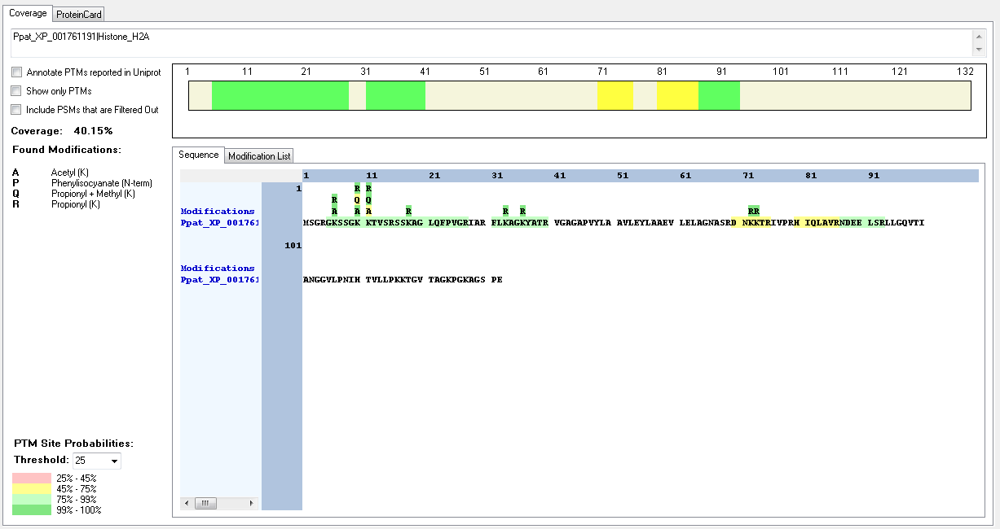 Coverage ProteinCard
Ppat_XP_001761191|Histone_H2A
Annotate PTMs reported in Uniprot
Show only PTMs
Include PSMs that are Filtered Out
Coverage: 40.15%
Found Modifications:
A Acetyl (K)
P Phenylisocyanate (N-term)
Q Propionyl + Methyl (K)
R Propionyl (K)
PTM Site Probabilities:
Threshold: 25
25% - 45%
45% - 75%
75% - 99%
99% - 100%
1 11 21 31 41 51 61 71 81 91 101 111 121 132
Sequence Modification List
1 11 21 31 41 51 61 71 81 91
1 R R
R Q Q
Modifications A A A R R R RR
Ppat_XP_001761 MSGRGKSSGK KTVSRSSKAG LQFPVGRIAR FLKAGKYATR VGAGAPVYLA AVLEYLAAEV LELAGNASRD NKKTRIVPRH IQLAVRNDEE LSRLLGQVTI
101
Modifications
Ppat_XP_001761 ANGGVLPNIH TVLLPKKTGV TAGKPGKAGS PE